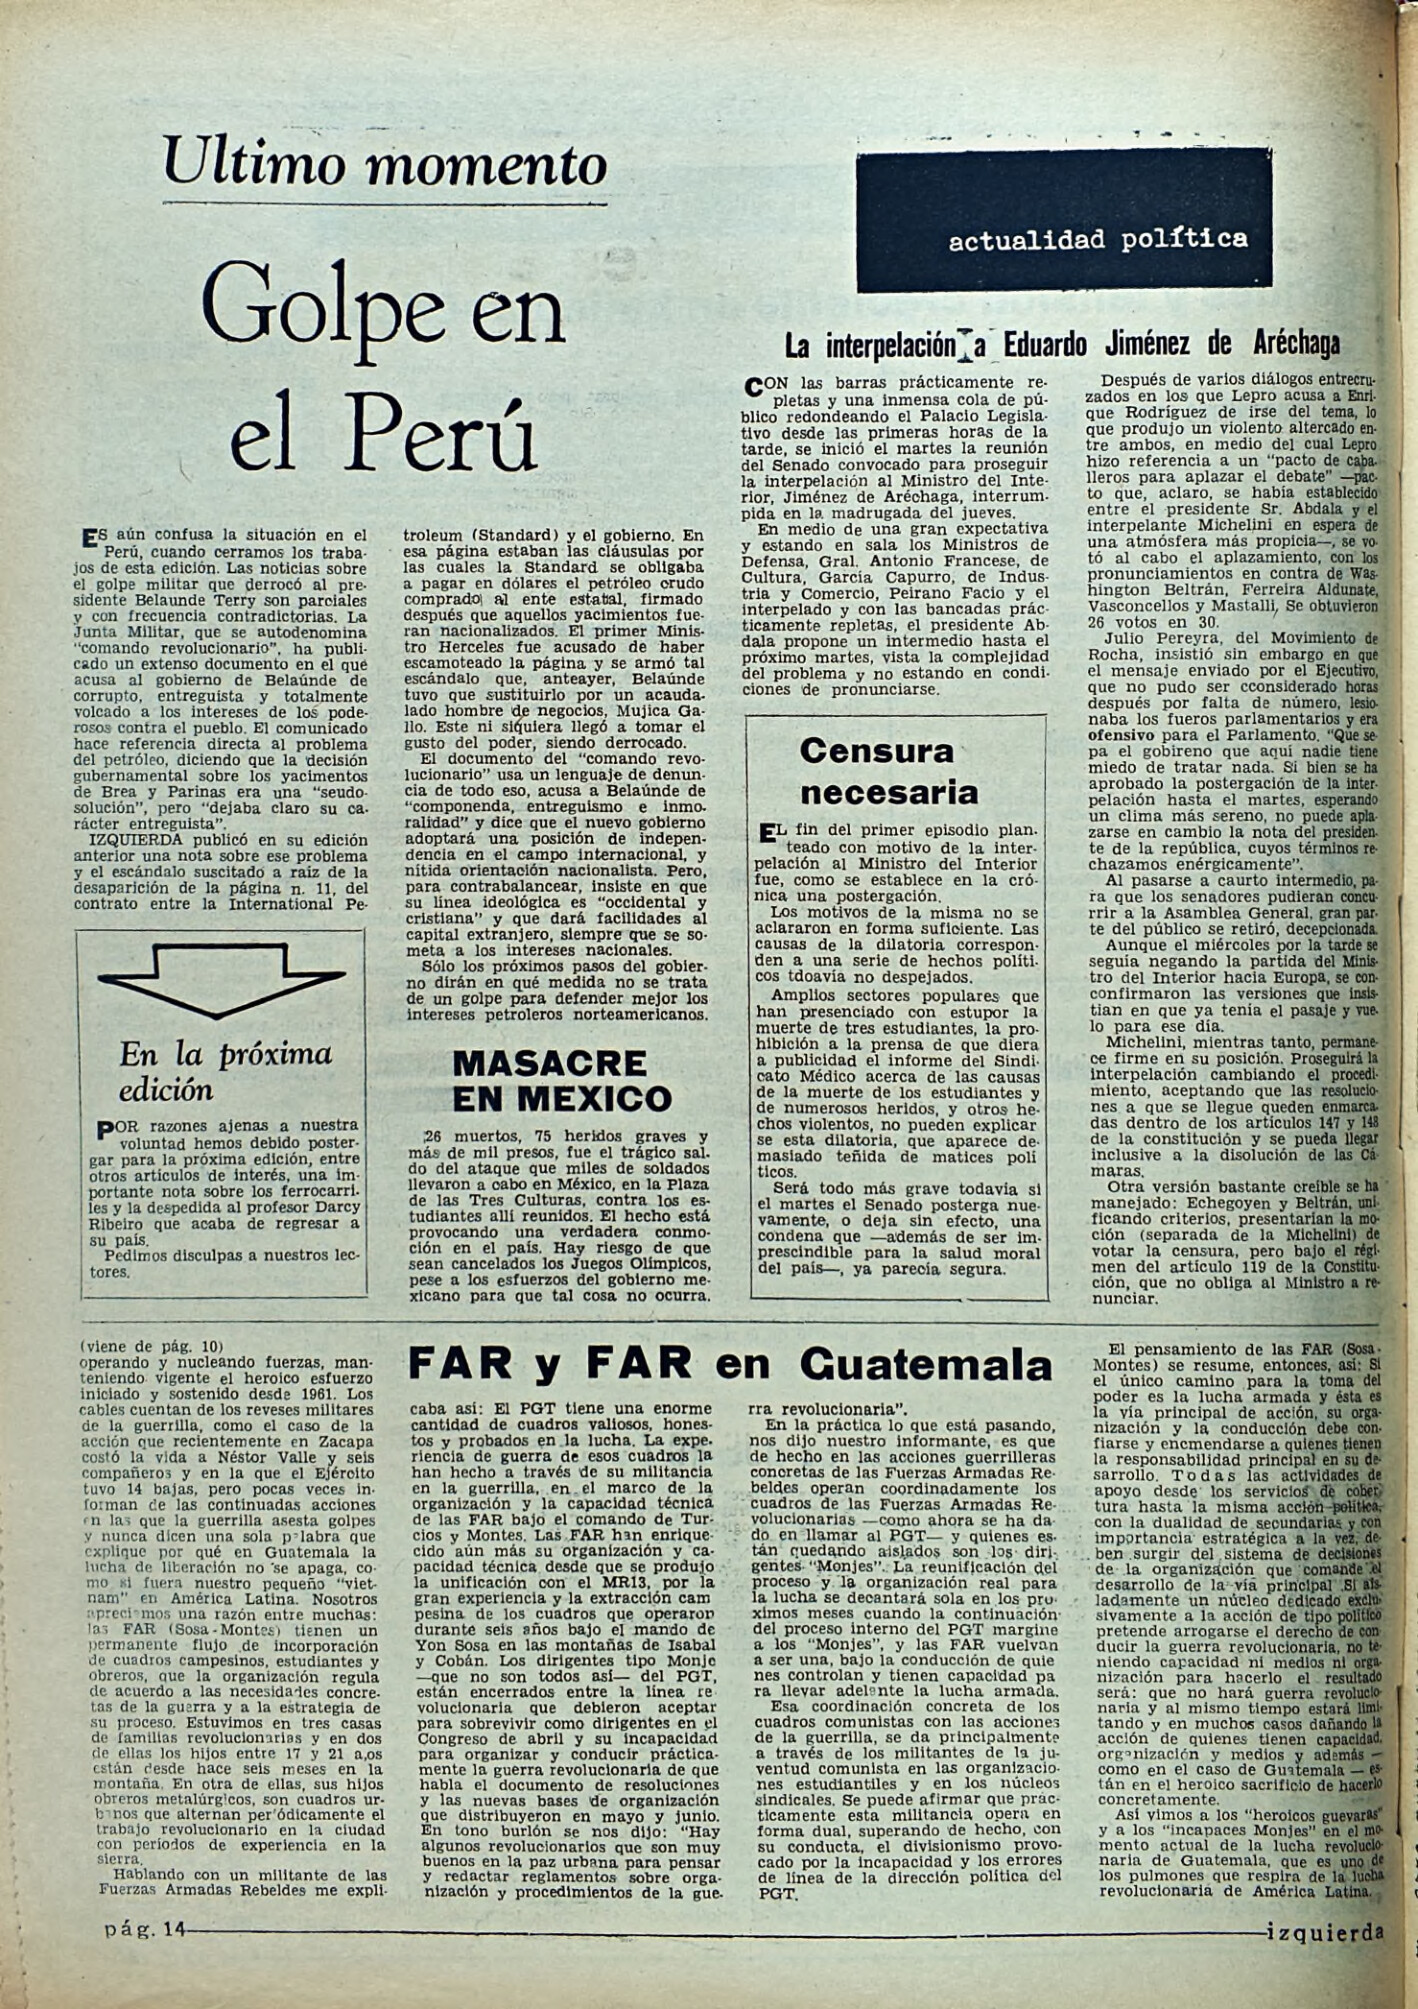 Ultimo momento
Golpe en
el Perú
ES aún confusa la situación en el
Perú, cuando cerramos los traba-
jos de esta edición. Las noticias sobre
el golpe militar que derrocó al pre-
sidente Belaunde Terry son parciales
y con frecuencia contradictorias. La
Junta Militar, que se autodenomina
"comando revolucionario", ha publi-
cado un extenso documento en el que
acusa al gobierno de Belaúnde de
corrupto, entreguista y totalmente
volcado a los intereses de los pode-
rosos contra el pueblo. El comunicado
hace referencia directa al problema
del petróleo, diciendo que la decisión
gubernamental sobre los yacimentos
de Brea y Parinas era una "seudo-
solución", pero "dejaba claro su ca-
rácter entreguista".
IZQUIERDA publicó en su edición
anterior una nota sobre ese problema
y el escándalo suscitado a raíz de la
desaparición de la página n. 11, del
contrato entre la International Pe-
troleum (Standard) y el gobierno. En
esa página estaban las cláusulas por
las cuales la Standard se obligaba
a pagar en dólares el petróleo crudo
comprado al ente estatal, firmado
después que aquellos yacimientos fue-
ran nacionalizados. El primer Minis-
tro Herceles fue acusado de haber
escamoteado la página y se armó tal
escándalo que, anteayer, Belaúnde
tuvo que sustituirlo por un acauda-
lado hombre de negocios, Mujica Ga-
llo. Este ni siquiera llegó a tomar el
gusto del poder, siendo derrocado.
El documento del "comando revo-
lucionario" usa un lenguaje de denun-
cia de todo eso, acusa a Belaúnde de
"componenda, entreguismo e inmo-
ralidad" y dice que el nuevo gobierno
adoptará una posición de indepen-
dencia en el campo internacional, y
nítida orientación nacionalista. Pero,
para contrabalancear, insiste en que
su línea ideológica es "occidental y
cristiana" y que dará facilidades al
capital extranjero, siempre que se so-
meta a los intereses nacionales.
Sólo los próximos pasos del gobier-
no dirán en qué medida no se trata
de un golpe para defender mejor los
intereses petroleros norteamericanos.
En la próxima
edición
POR razones ajenas a nuestra
voluntad hemos debido poster-
gar para la próxima edición, entre
otros artículos de interés, una im-
portante nota sobre los ferrocarri-
les y la despedida al profesor Darcy
Ribeiro que acaba de regresar a
su país.
Pedimos disculpas a nuestros lec-
tores.
MASACRE
EN MEXICO
26 muertos, 75 heridos graves y
más de mil presos, fue el trágico sal-
do del ataque que miles de soldados
llevaron a cabo en México, en la Plaza
de las Tres Culturas, contra los es-
tudiantes allí reunidos. El hecho está
provocando una verdadera conmo-
ción en el país. Hay riesgo de que
sean cancelados los Juegos Olímpicos,
pese a los esfuerzos del gobierno me-
xicano para que tal cosa no ocurra.
actualidad política
La interpelación a Eduardo Jiménez de Aréchaga
CON las barras prácticamente re-
pletas y una inmensa cola de pú-
blico redondeando el Palacio Legisla-
tivo desde las primeras horas de la
tarde, se inició el martes la reunión
del Senado convocado para proseguir
la interpelación al Ministro del Inte-
rior, Jiménez de Aréchaga, interrum-
pida en la madrugada del jueves.
En medio de una gran expectativa
y estando en sala los Ministros de
Defensa, Gral. Antonio Francese, de
Cultura, García Capurro, de Indus-
tria y Comercio, Peirano Facio y el
interpelado y con las bancadas prác-
ticamente repletas, el presidente Ab-
dala propone un intermedio hasta el
próximo martes, vista la complejidad
del problema y no estando en condi-
ciones de pronunciarse.
Censura
necesaria
EL fin del primer episodio plan-
teado con motivo de la inter-
pelación al Ministro del Interior
fue, como se establece en la cró-
nica una postergación.
Los motivos de la misma no se
aclararon en forma suficiente. Las
causas de la dilatoria correspon-
den a una serie de hechos políti-
cos tdoavía no despejados.
Amplios sectores populares que
han presenciado con estupor la
muerte de tres estudiantes, la pro-
hibición a la prensa de que diera
a publicidad el informe del Sindi-
cato Médico acerca de las causas
de la muerte de los estudiantes y
de numerosos heridos, y otros he-
chos violentos, no pueden explicar
se esta dilatoria, que aparece de-
masiado teñida de matices polí
ticos.
Será todo más grave todavía si
el martes el Senado posterga nue-
vamente, o deja sin efecto, una
condena que —además de ser im-
prescindible para la salud moral
del país—, ya parecía segura.
Después de varios diálogos entrecru-
zados en los que Lepro acusa a Enri-
que Rodríguez de irse del tema, lo
que produjo un violento altercado en-
tre ambos, en medio del cual Lepro
hizo referencia a un "pacto de caba-
lleros para aplazar el debate" —pac-
to que, aclaro, se había establecido
entre el presidente Sr. Abdala y el
interpelante Michelini en espera de
una atmósfera más propicia—, se vo-
tó al cabo el aplazamiento, con los
pronunciamientos en contra de Was-
hington Beltrán, Ferreira Aldunate,
Vasconcellos y Mastalli, Se obtuvieron
26 votos en 30.
Julio Pereyra, del Movimiento de
Rocha, insistió sin embargo en que
el mensaje enviado por el Ejecutivo,
que no pudo ser cconsiderado horas
después por falta de número, lesio-
naba los fueros parlamentarios y era
ofensivo para el Parlamento. "Que se-
pa el gobireno que aquí nadie tiene
miedo de tratar nada. Si bien se ha
aprobado la postergación de la inter-
pelación hasta el martes, esperando
un clima más sereno, no puede apla-
zarse en cambio la nota del presiden-
te de la república, cuyos términos re-
chazamos enérgicamente".
Al pasarse a caurto intermedio, pa-
ra que los senadores pudieran concu-
rrir a la Asamblea General, gran par-
te del público se retiró, decepcionada.
Aunque el miércoles por la tarde se
seguía negando la partida del Minis-
tro del Interior hacia Europa, se con-
confirmaron las versiones que insis-
tían en que ya tenía el pasaje y vue-
lo para ese día.
Michelini, mientras tanto, permane-
ce firme en su posición. Proseguirá la
interpelación cambiando el procedi-
miento, aceptando que las resolucio-
nes a que se llegue queden enmarca-
das dentro de los artículos 147 y 148
de la constitución y se pueda llegar
inclusive a la disolución de las Cá-
maras.
Otra versión bastante creíble se ha
manejado: Echegoyen y Beltrán, uni-
ficando criterios, presentarían la mo-
ción (separada de la Michelini) de
votar la censura, pero bajo el régi-
men del artículo 119 de la Constitu-
ción, que no obliga al Ministro a re-
nunciar.
FAR y FAR en Guatemala
(viene de pág. 10)
operando y nucleando fuerzas, man-
teniendo vigente el heroico esfuerzo
iniciado y sostenido desde 1961. Los
cables cuentan de los reveses militares
de la guerrilla, como el caso de la
acción que recientemente en Zacapa
costó la vida a Néstor Valle y seis
compañeros y en la que el Ejército
tuvo 14 bajas, pero pocas veces in-
forman de las continuadas acciones
en las que la guerrilla asesta golpes
y nunca dicen una sola palabra que
explique por qué en Guatemala la
lucha de liberación no se apaga, co-
mo si fuera nuestro pequeño "viet-
nam" en América Latina. Nosotros
apreciamos una razón entre muchas:
las FAR (Sosa-Montes) tienen un
permanente flujo de incorporación
de cuadros campesinos, estudiantes y
obreros, que la organización regula
de acuerdo a las necesidades concre-
tas de la guerra y a la estrategia de
su proceso. Estuvimos en tres casas
de familias revolucionarias y en dos
de ellas los hijos entre 17 y 21 a,os
están desde hace seis meses en la
montaña. En otra de ellas, sus hijos
obreros metalúrgicos, son cuadros ur-
banos que alternan periódicamente el
trabajo revolucionario en la ciudad
con períodos de experiencia en la
sierra.
Hablando con un militante de las
Fuerzas Armadas Rebeldes me expli-
caba así: El PGT tiene una enorme
cantidad de cuadros valiosos, hones-
tos y probados en la lucha. La expe-
riencia de guerra de esos cuadros la
han hecho a través de su militancia
en la guerrilla, en el marco de la
organización y la capacidad técnica
de las FAR bajo el comando de Tur-
cios y Montes. Las FAR han enrique-
cido aún más su organización y ca-
pacidad técnica desde que se produjo
la unificación con el MR13, por la
gran experiencia y la extracción cam
pesina de los cuadros que operaron
durante seis años bajo el mando de
Yon Sosa en las montañas de Isabal
y Cobán. Los dirigentes tipo Monje
—que no son todos así— del PGT,
están encerrados entre la línea re
volucionaria que debieron aceptar
para sobrevivir como dirigentes en el
Congreso de abril y su incapacidad
para organizar y conducir práctica-
mente la guerra revolucionaria de que
habla el documento de resoluciones
y las nuevas bases de organización
que distribuyeron en mayo y junio.
En tono burlón se nos dijo: "Hay
algunos revolucionarios que son muy
buenos en la paz urbana para pensar
y redactar reglamentos sobre orga-
nización y procedimientos de la gue-
rra revolucionaria".
En la práctica lo que está pasando,
nos dijo nuestro informante, es que
de hecho en las acciones guerrilleras
concretas de las Fuerzas Armadas Re-
beldes operan coordinadamente los
cuadros de las Fuerzas Armadas Re-
volucionarias —como ahora se ha da-
do en llamar al PGT— y quienes es-
tán quedando aislados son los diri-
gentes "Monjes". La reunificación del
proceso y la organización real para
la lucha se decantará sola en los pró-
ximos meses cuando la continuación
del proceso interno del PGT margine
a los "Monjes", y las FAR vuelvan
a ser una, bajo la conducción de quie
nes controlan y tienen capacidad pa
ra llevar adelante la lucha armada.
Esa coordinación concreta de los
cuadros comunistas con las acciones
de la guerrilla, se da principalmente
a través de los militantes de la ju-
ventud comunista en las organizacio-
nes estudiantiles y en los núcleos
sindicales. Se puede afirmar que prác-
ticamente esta militancia opera en
forma dual, superando de hecho, con
su conducta, el divisionismo provo-
cado por la incapacidad y los errores
de línea de la dirección política del
PGT.
El pensamiento de las FAR (Sosa-
Montes) se resume, entonces, así: Si
el único camino para la toma del
poder es la lucha armada y ésta es
la vía principal de acción, su orga-
nización y la conducción debe con-
fiarse y encmendarse a quienes tienen
la responsabilidad principal en su de-
sarrollo. Todas las actividades de
apoyo desde los servicios de cober-
tura hasta la misma acción política,
con la dualidad de secundarias y con
importancia estratégica a la vez, de-
ben surgir del sistema de decisiones
de la organización que comande el
desarrollo de la vía principal. Si ais-
ladamente un núcleo dedicado exclu-
sivamente a la acción de tipo político
pretende arrogarse el derecho de con-
ducir la guerra revolucionaria, no te-
niendo capacidad ni medios ni orga-
nización para hacerlo el resultado
será: que no hará guerra revolucio-
naria y al mismo tiempo estará limi-
tando y en muchos casos dañando la
acción de quienes tienen capacidad,
organización y medios y además —
como en el caso de Guatemala — es-
tán en el heroico sacrificio de hacerlo
concretamente.
Así vimos a los "heroicos guevaras"
y a los "incapaces Monjes" en el mo-
mento actual de la lucha revolucio-
naria de Guatemala, que es uno de
los pulmones que respira de la lucha
revolucionaria de América Latina.
pág. 14
izquierda